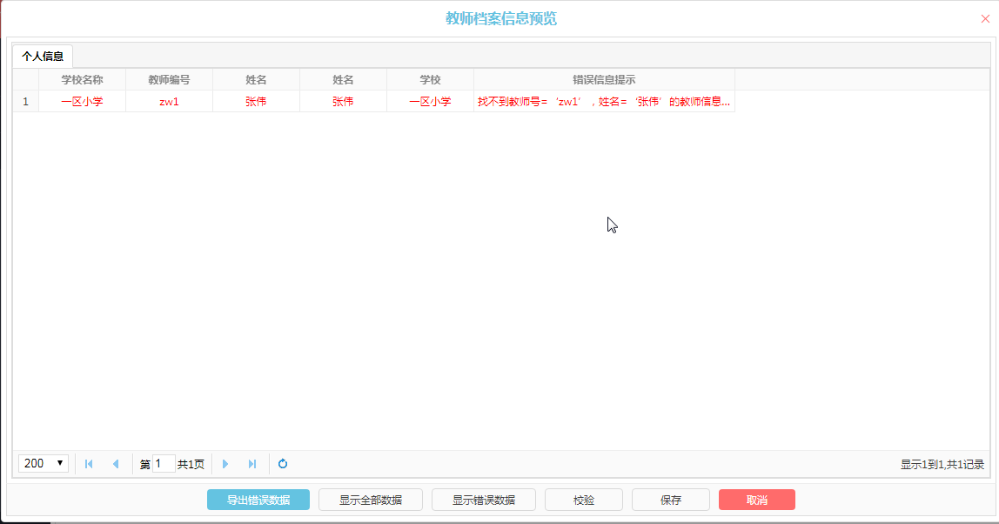 教师档案信息预览
个人信息
学校名称 教师编号 姓名 姓名 学校 错误信息提示
1 一区小学 zw1 张伟 张伟 一区小学 找不到教师号=‘zw1’，姓名=‘张伟’的教师信息...
200 第 1 共1页 显示1到1,共1记录
导出错误数据 显示全部数据 显示错误数据 校验 保存 取消